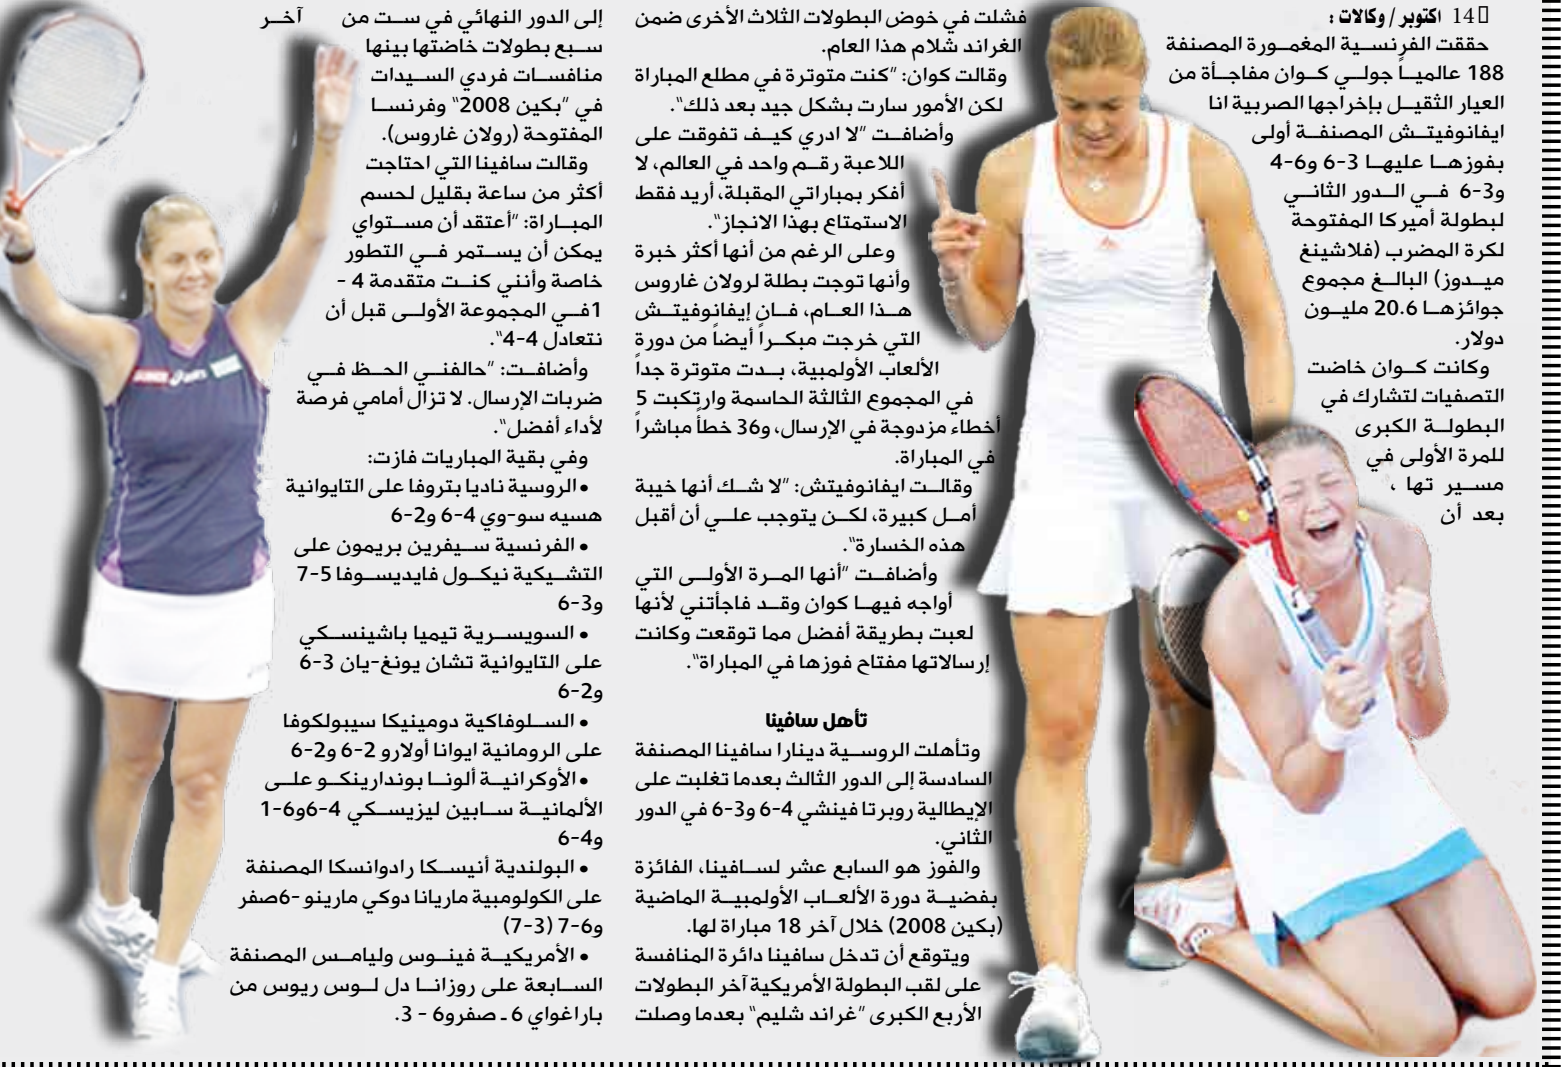 14 اكتوبر / وكالات :
حققت الفرنسية المغمورة المصنفة
188 عالمياً جولي كوان مفاجأة من
العيار الثقيل بإخراجها الصربية انا
ايفانوفيتش المصنفة أولى
بفوزها عليها 3-6 و6-4
و3-6 في الدور الثاني
لبطولة أميركا المفتوحة
لكرة المضرب (فلاشينغ
ميدوز) البالغ مجموع
جوائزها 20.6 مليون
دولار.
وكانت كوان خاضت
التصفيات لتشارك في
البطولة الكبرى
للمرة الأولى في
مسير تها ،
بعد أن
فشلت في خوض البطولات الثلاث الأخرى ضمن
الغراند شلام هذا العام.
وقالت كوان: "كنت متوترة في مطلع المباراة
لكن الأمور سارت بشكل جيد بعد ذلك".
وأضافت "لا ادري كيف تفوقت على
اللاعبة رقم واحد في العالم، لا
أفكر بمباراتي المقبلة، أريد فقط
الاستمتاع بهذا الانجاز".
وعلى الرغم من أنها أكثر خبرة
وأنها توجت بطلة لرولان غاروس
هذا العام، فان إيفانوفيتش
التي خرجت مبكراً أيضاً من دورة
الألعاب الأولمبية، بدت متوترة جداً
في المجموع الثالثة الحاسمة وارتكبت 5
أخطاء مزدوجة في الإرسال، و36 خطأً مباشراً
في المباراة.
وقالت ايفانوفيتش: "لا شك أنها خيبة
أمل كبيرة، لكن يتوجب علي أن أقبل
هذه الخسارة".
وأضافت "أنها المرة الأولى التي
أواجه فيها كوان وقد فاجأتني لأنها
لعبت بطريقة أفضل مما توقعت وكانت
إرسالاتها مفتاح فوزها في المباراة".
تأهل سافينا
وتأهلت الروسية دينارا سافينا المصنفة
السادسة إلى الدور الثالث بعدما تغلبت على
الإيطالية روبرتا فينشي 4-6 و3-6 في الدور
الثاني.
والفوز هو السابع عشر لسافينا، الفائزة
بفضية دورة الألعاب الأولمبية الماضية
(بكين 2008) خلال آخر 18 مباراة لها.
ويتوقع أن تدخل سافينا دائرة المنافسة
على لقب البطولة الأمريكية آخر البطولات
الأربع الكبرى "غراند شليم" بعدما وصلت
إلى الدور النهائي في ست من آخر
سبع بطولات خاضتها بينها
منافسات فردي السيدات
في "بكين 2008" وفرنسا
المفتوحة (رولان غاروس).
وقالت سافينا التي احتاجت
أكثر من ساعة بقليل لحسم
المباراة: "أعتقد أن مستواي
يمكن أن يستمر في التطور
خاصة وأنني كنت متقدمة 4 -
1في المجموعة الأولى قبل أن
نتعادل 4-4".
وأضافت: "حالفني الحظ في
ضربات الإرسال. لا تزال أمامي فرصة
لأداء أفضل".
وفي بقية المباريات فازت:
• الروسية ناديا بتروفا على التايوانية
هسيه سو-وي 4-6 و2-6
• الفرنسية سيفرين بريمون على
التشيكية نيكول فايديسوفا 5-7
و3-6
• السويسرية تيميا باشينسكي
على التايوانية تشان يونغ-يان 3-6
و2-6
• السلوفاكية دومينيكا سيبولكوفا
على الرومانية ايوانا أولارو 2-6 و2-6
• الأوكرانية ألونا بوندارينكو على
الألمانية سابين ليزيسكي 4-6و6-1
و4-6
• البولندية أنيسكا رادوانسكا المصنفة
على الكولومبية ماريانا دوكي مارينو -6صفر
و6-7 (3-7)
• الأمريكية فينوس وليامس المصنفة
السابعة على روزانا دل لوس ريوس من
باراغواي 6 ـ صفرو6 - 3.